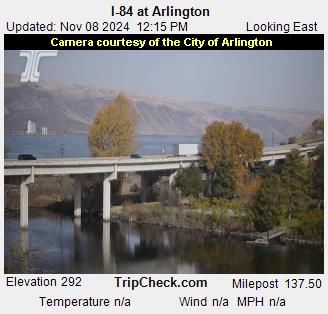 I-84 at Arlington
Updated: Nov 08 2024 12:15 PM Looking East
Camera courtesy of the City of Arlington
Elevation 292 TripCheck.com Milepost 137.50
Temperature n/a Wind n/a MPH n/a